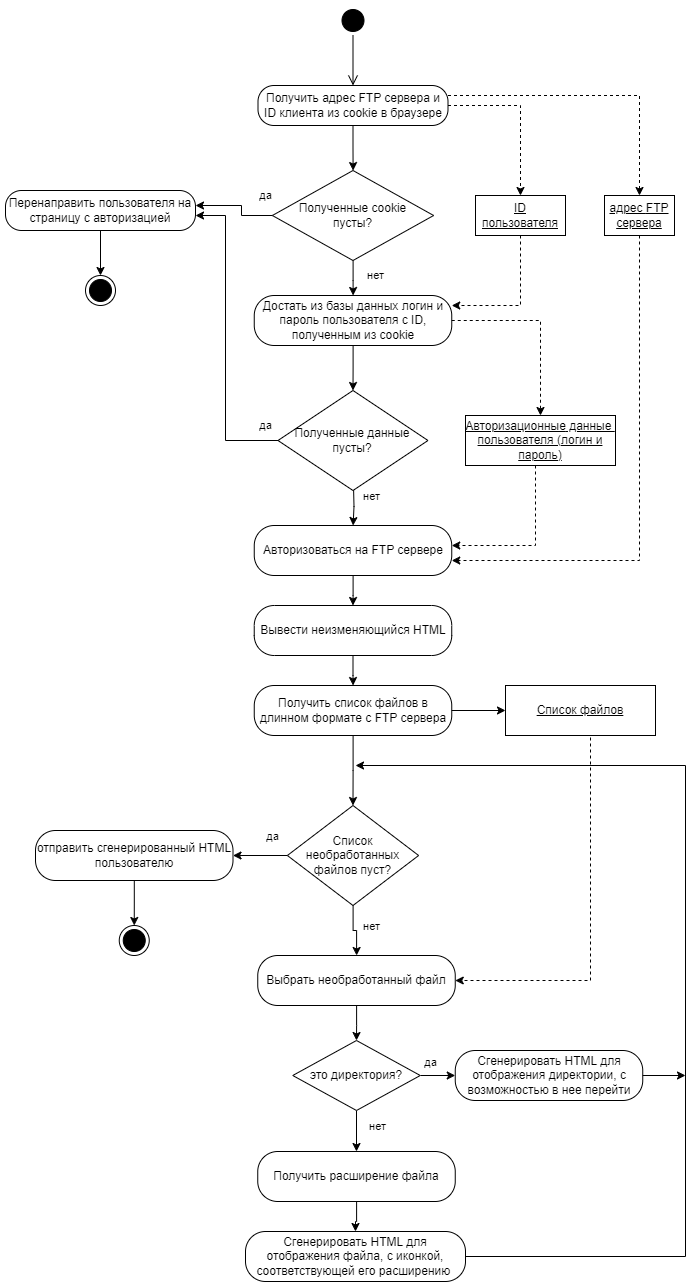 Получить адрес FTP сервера и
ID клиента из cookie в браузере
да
Перенаправить пользователя на
страницу с авторизацией
Полученные cookie
пусты?
ID
пользователя
адрес FTP
сервера
нет
Достать из базы данных логин и
пароль пользователя с ID,
полученным из cookie
да
Полученные данные
пусты?
Авторизационные данные
пользователя (логин и
пароль)
нет
Авторизоваться на FTP сервере
Вывести неизменяющийся HTML
Получить список файлов в
длинном формате с FTP сервера
Список файлов
да
отправить сгенерированный HTML
пользователю
Список
необработанных
файлов пуст?
нет
Выбрать необработанный файл
это директория?
да
Сгенерировать HTML для
отображения директории, с
возможностью в нее перейти
нет
Получить расширение файла
Сгенерировать HTML для
отображения файла, с иконкой,
соответствующей его расширению